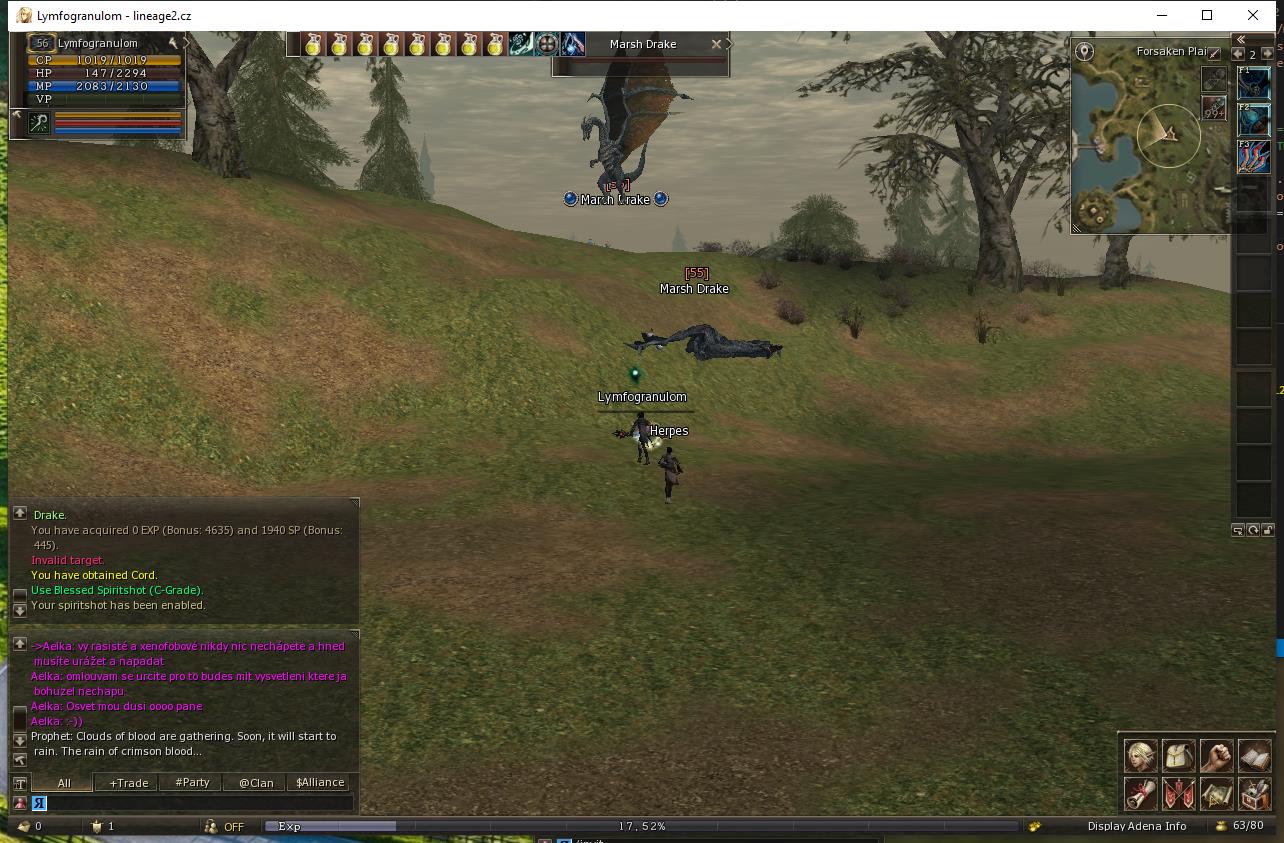 Lymfogranulom - lineage2.cz
56 Lymfogranulom
CP 1019/1019
HP 147/2294
MP 2083/2130
VP
Marsh Drake
Forsaken Plai
2
F1
F2
F3
99+
Marsh Drake
[55]
Marsh Drake
Lymfogranulom
Herpes
Drake.
You have acquired 0 EXP (Bonus: 4635) and 1940 SP (Bonus:
445).
Invalid target.
You have obtained Cord.
Use Blessed Spiritshot (C-Grade).
Your spiritshot has been enabled.
->Aelka: vy rasisté a xenofobové nikdy nic nechápete a hned
musíte urážet a napadat
Aelka: omlouvam se urcite pro to budes mit vysvetleni ktere ja
bohuzel nechapu
Aelka: Osvet mou dusi oooo pane
Aelka: :-))
Prophet: Clouds of blood are gathering. Soon, it will start to
rain. The rain of crimson blood...
All +Trade #Party @Clan $Alliance
Я
0 1 OFF Exp 17,52% Display Adena Info 63/80